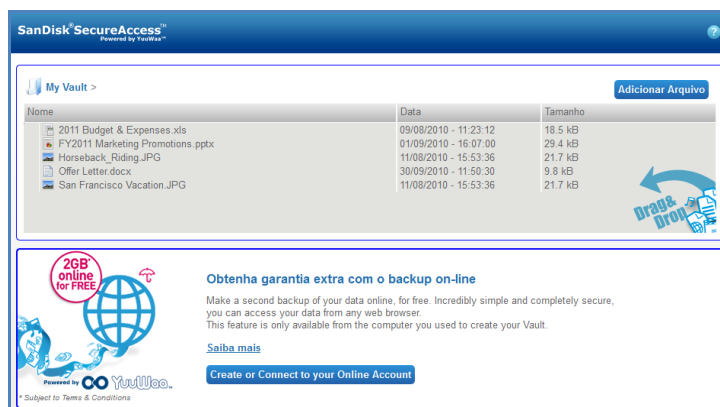 SanDisk®SecureAccess™
Powered by YuuWaa™
?
My Vault >
Adicionar Arquivo
Nome Data Tamanho
2011 Budget & Expenses.xls 09/08/2010 - 11:23:12 18.5 kB
FY2011 Marketing Promotions.pptx 01/09/2010 - 16:07:00 29.4 kB
Horseback_Riding.JPG 11/08/2010 - 15:53:36 21.7 kB
Offer Letter.docx 30/09/2010 - 11:50:30 9.8 kB
San Francisco Vacation.JPG 11/08/2010 - 15:53:36 21.7 kB
Drag&
Drop
2GB*
online
for FREE
Obtenha garantia extra com o backup on-line
Make a second backup of your data online, for free. Incredibly simple and completely secure,
you can access your data from any web browser.
This feature is only available from the computer you used to create your Vault.
Saiba mais
Create or Connect to your Online Account
Powered by YuuWaa™
* Subject to Terms & Conditions